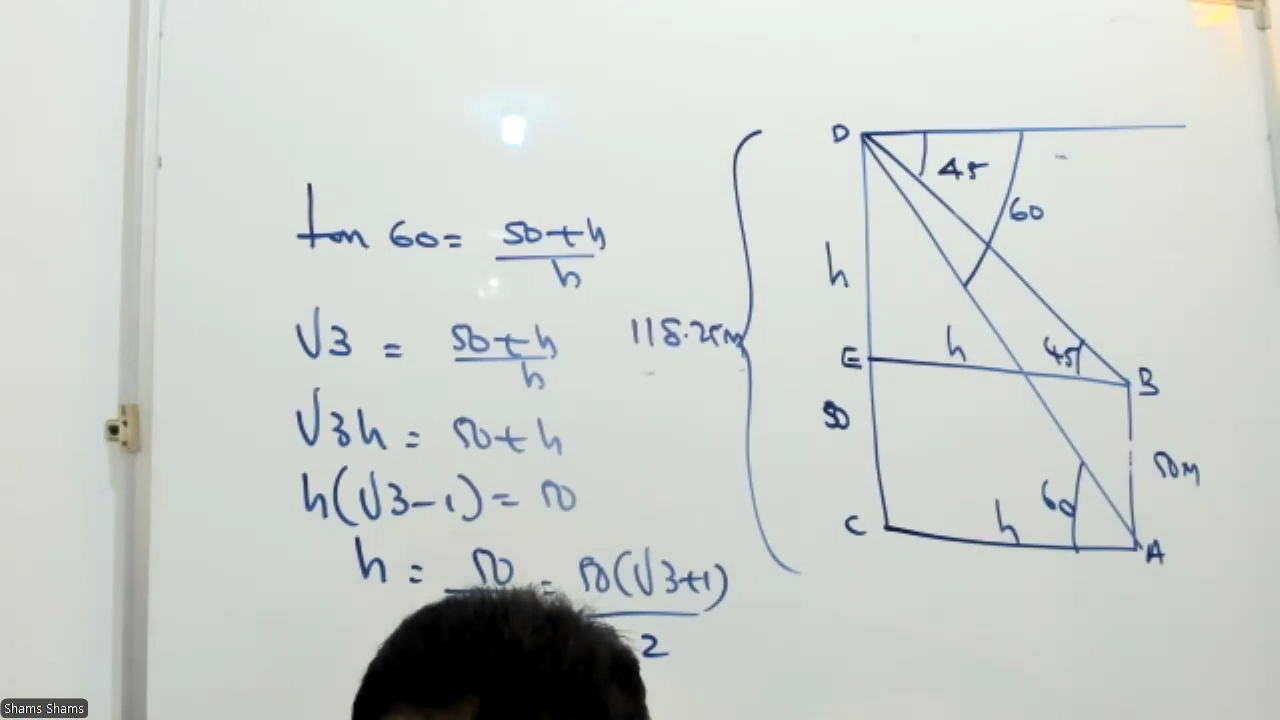 tan 60 = 50+h / h
√3 = 50+h / h
√3h = 50+h
h(√3-1) = 50
h = 50 = 50(√3+1) / 2
118.25m
D
45
60
h
E
h
45
B
50
50m
60
C
h
A
Shams Shams